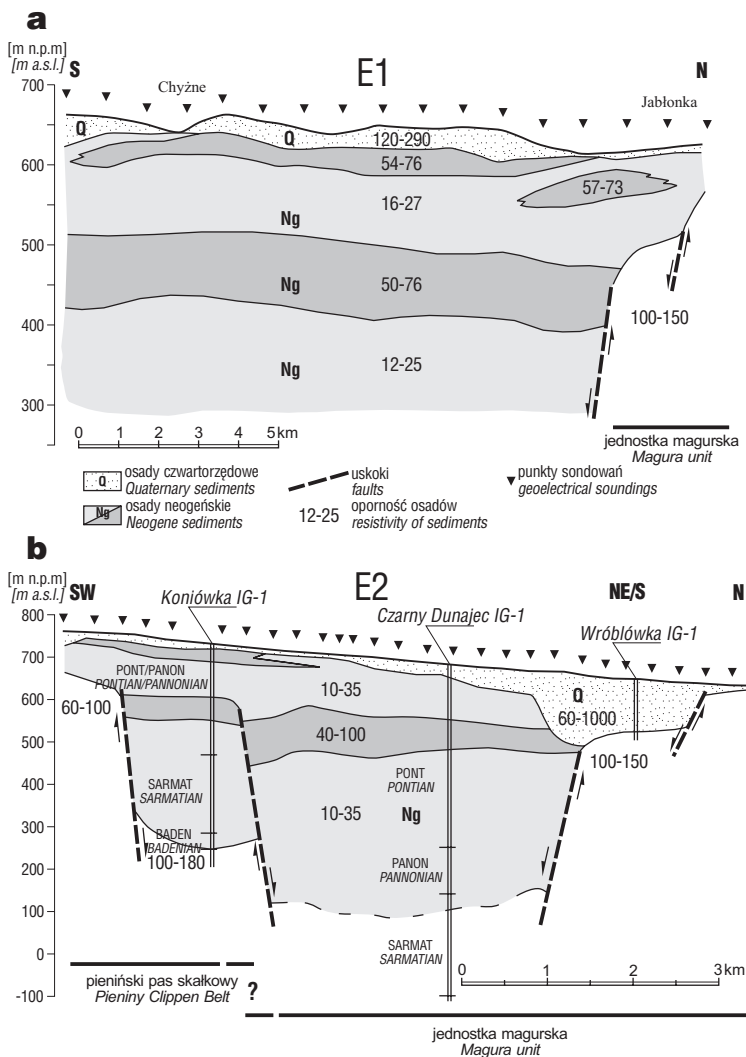 a
[m n.p.m]
[m a.s.l.]
S
E1
N
700
Chyżne
Jabłonka
Q
Q
120-290
600
54-76
57-73
16-27
Ng
500
Ng
50-76
450
100-150
400
Ng
12-25
300
0 1 2 3 4 5 km
jednostka magurska
Magura unit
Q
osady czwartorzędowe
Quaternary sediments
Ng
osady neogeńskie
Neogene sediments
uskoki
faults
12-25
oporność osadów
resistivity of sediments
punkty sondowań
geoelectrical soundings
b
[m n.p.m]
[m a.s.l.]
SW
Koniówka IG-1
E2
Czarny Dunajec IG-1
NE/S
Wróblówka IG-1
N
800
700
PONT/PANON
PONTIAN/PANNONIAN
10-35
600
60-100
Q
60-1000
500
40-100
100-150
400
SARMAT
SARMATIAN
PONT
PONTIAN
10-35
Ng
300
BADEN
BADENIAN
100-180
200
PANON
PANNONIAN
100
0
SARMAT
SARMATIAN
0 1 2 3 km
-100
pieniński pas skałkowy
Pieniny Clippen Belt
?
jednostka magurska
Magura unit